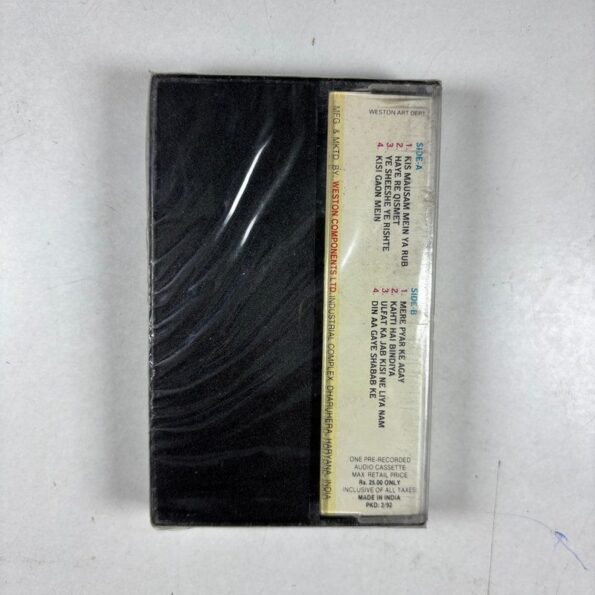 WESTON ART DEPT.
SIDE-A
1. KIS MAUSAM MEIN YA RUB
2. HAYE RE QISMET
3. YE SHEESHE YE RISHTE
4. KISI GAON MEIN
SIDE-B
1. MERE PYAR KE AGAY
2. KAHTI HAI BINDIYA
3. ULFAT KA JAB KISI NE LIYA NAM
4. DIN AA GAYE SHABAB KE
ONE PRE-RECORDED
AUDIO CASSETTE
MAX. RETAIL PRICE
Rs. 25.00 ONLY
INCLUSIVE OF ALL TAXES
MADE IN INDIA
PKD: 2/92
MFG. & MKTD. BY: WESTON COMPONENTS LTD. INDUSTRIAL COMPLEX, DHARUHERA, HARYANA, INDIA